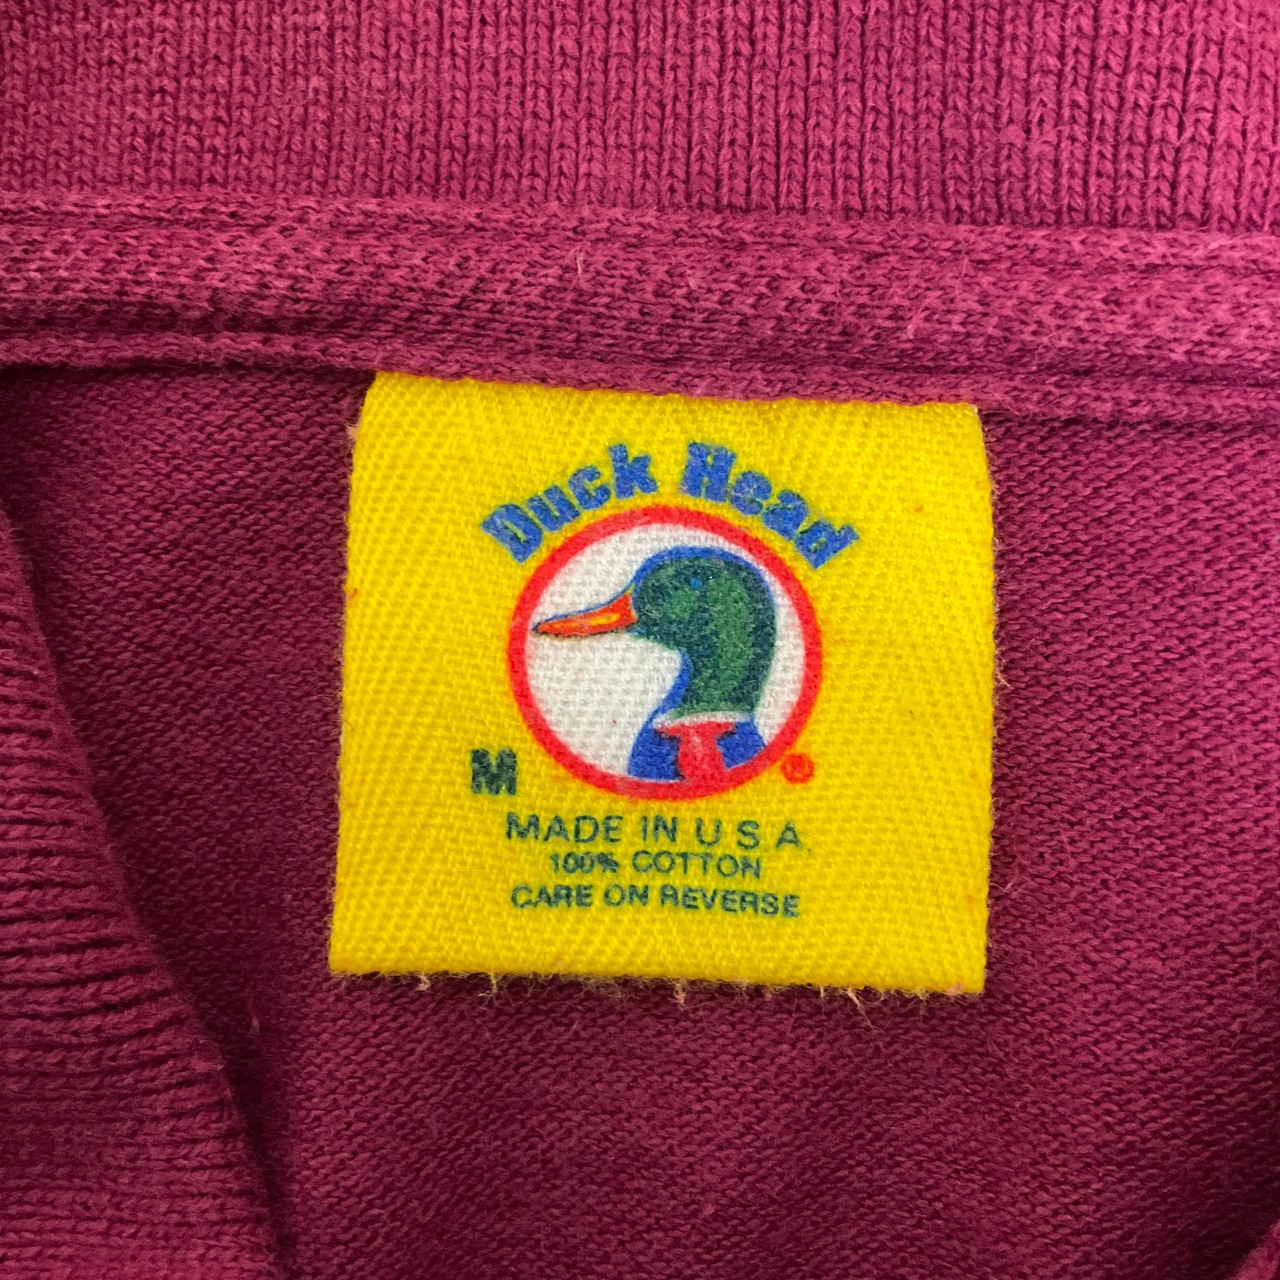 Duck Head
M
®
MADE IN U S A
100% COTTON
CARE ON REVERSE